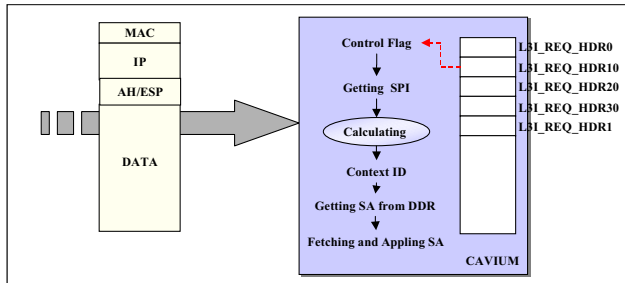 MAC
IP
AH/ESP
DATA
Control Flag
Getting SPI
Calculating
Context ID
Getting SA from DDR
Fetching and Appling SA
L3I_REQ_HDR0
L3I_REQ_HDR10
L3I_REQ_HDR20
L3I_REQ_HDR30
L3I_REQ_HDR1
CAVIUM